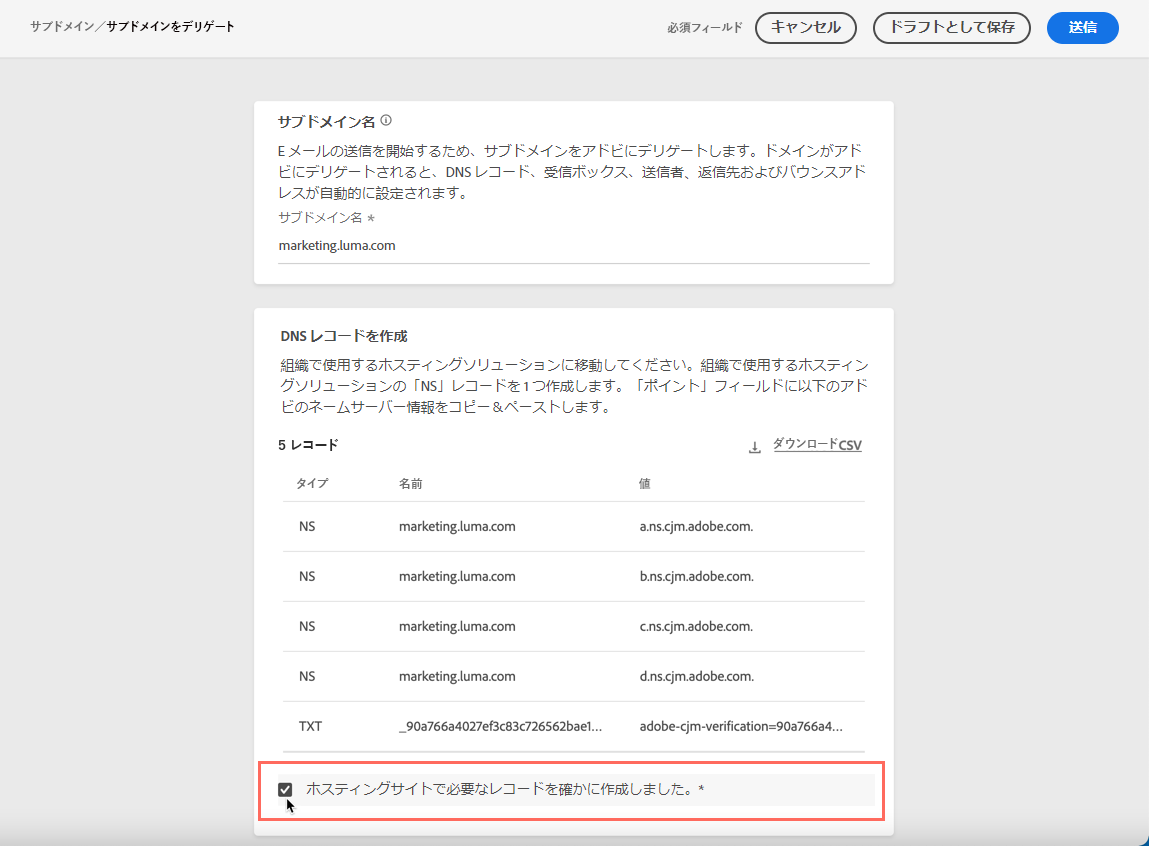 サブドメイン／サブドメインをデリゲート
必須フィールド
キャンセル
ドラフトとして保存
送信
サブドメイン名
E メールの送信を開始するため、サブドメインをアドビにデリゲートします。ドメインがアド
ビにデリゲートされると、DNS レコード、受信ボックス、送信者、返信先およびバウンスアド
レスが自動的に設定されます。
サブドメイン名 *
marketing.luma.com
DNS レコードを作成
組織で使用するホスティングソリューションに移動してください。組織で使用するホスティン
グソリューションの「NS」レコードを 1 つ作成します。「ポイント」フィールドに以下のアド
ビのネームサーバー情報をコピー＆ペーストします。
5 レコード
ダウンロードCSV
タイプ 名前 値
NS marketing.luma.com a.ns.cjm.adobe.com.
NS marketing.luma.com b.ns.cjm.adobe.com.
NS marketing.luma.com c.ns.cjm.adobe.com.
NS marketing.luma.com d.ns.cjm.adobe.com.
TXT _90a766a4027ef3c83c726562bae1... adobe-cjm-verification=90a766a4...
ホスティングサイトで必要なレコードを確かに作成しました。*